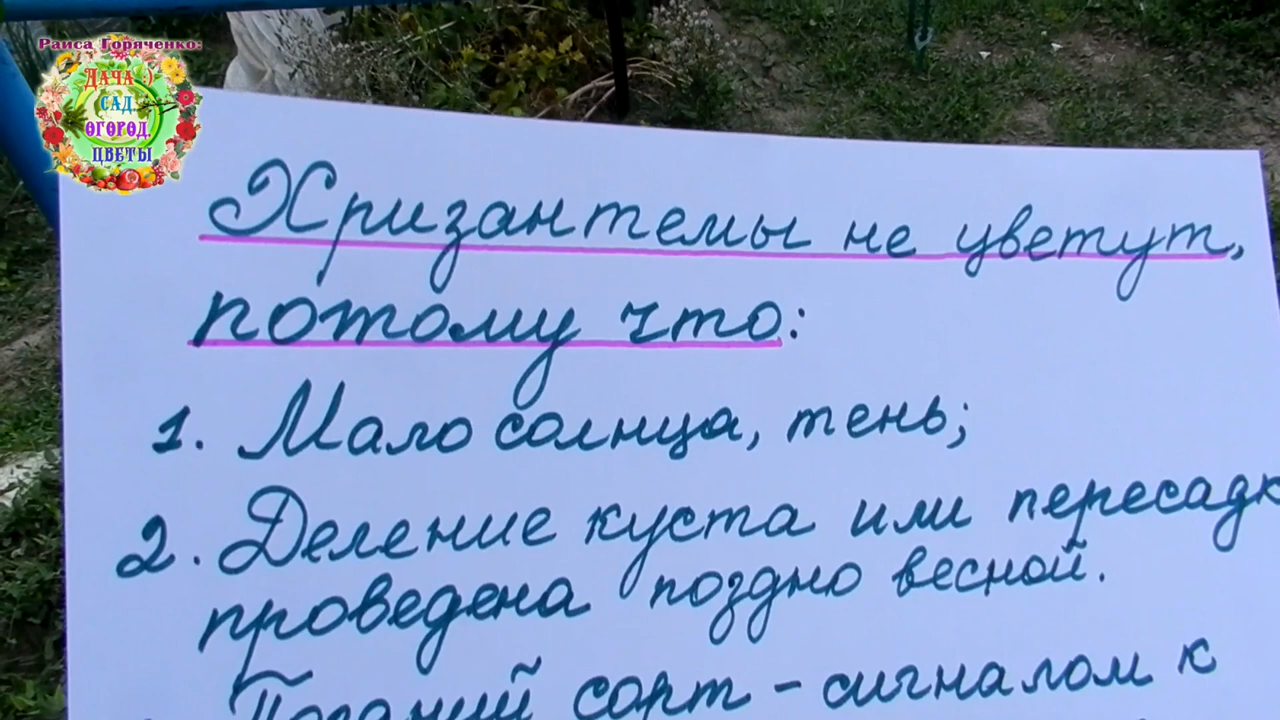 Раиса Горяченко:
Дача :)
САД,
ОГОРОД,
ЦВЕТЫ
Хризантемы не цветут,
потому что:
1. Мало солнца, тень;
2. Деление куста или пересадк
проведена поздно весной.
сорт - сигналом к